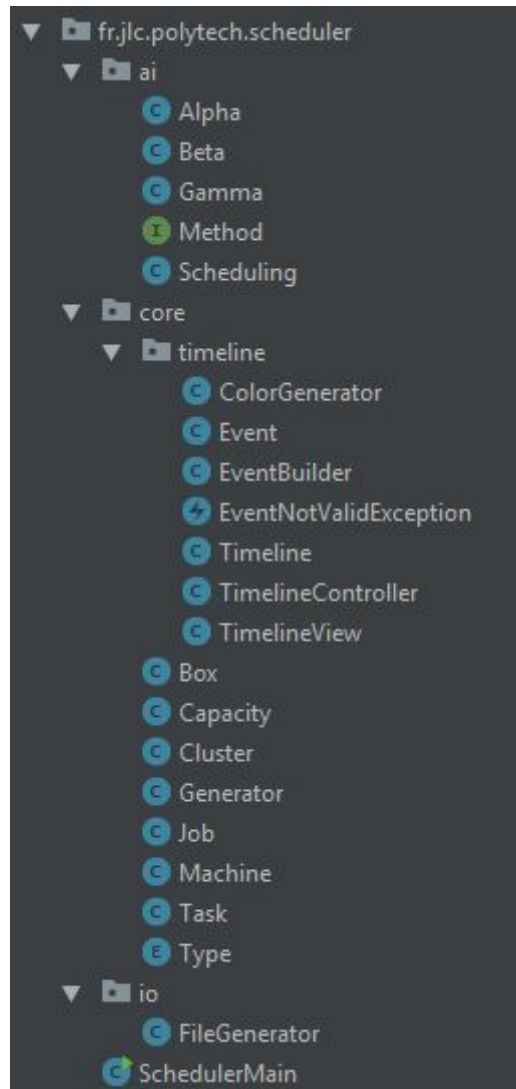 fr.jlc.polytech.scheduler
ai
C Alpha
C Beta
C Gamma
I Method
C Scheduling
core
timeline
C ColorGenerator
C Event
C EventBuilder
EventNotValidException
C Timeline
C TimelineController
C TimelineView
C Box
C Capacity
C Cluster
C Generator
C Job
C Machine
C Task
E Type
io
C FileGenerator
C SchedulerMain